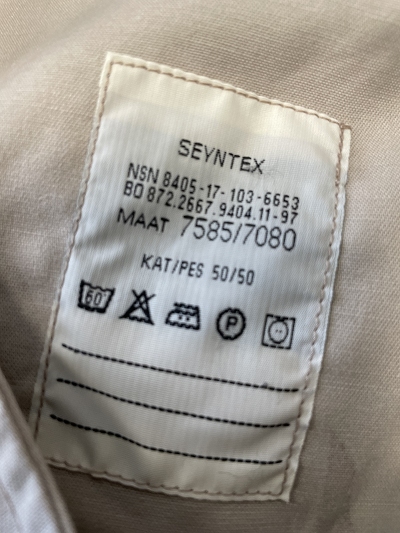 SEYNTEX
NSN 8405-17-103-6653
BO 872.2667.9404.11-97
MAAT 7585/7080
KAT/PES 50/50
60 P